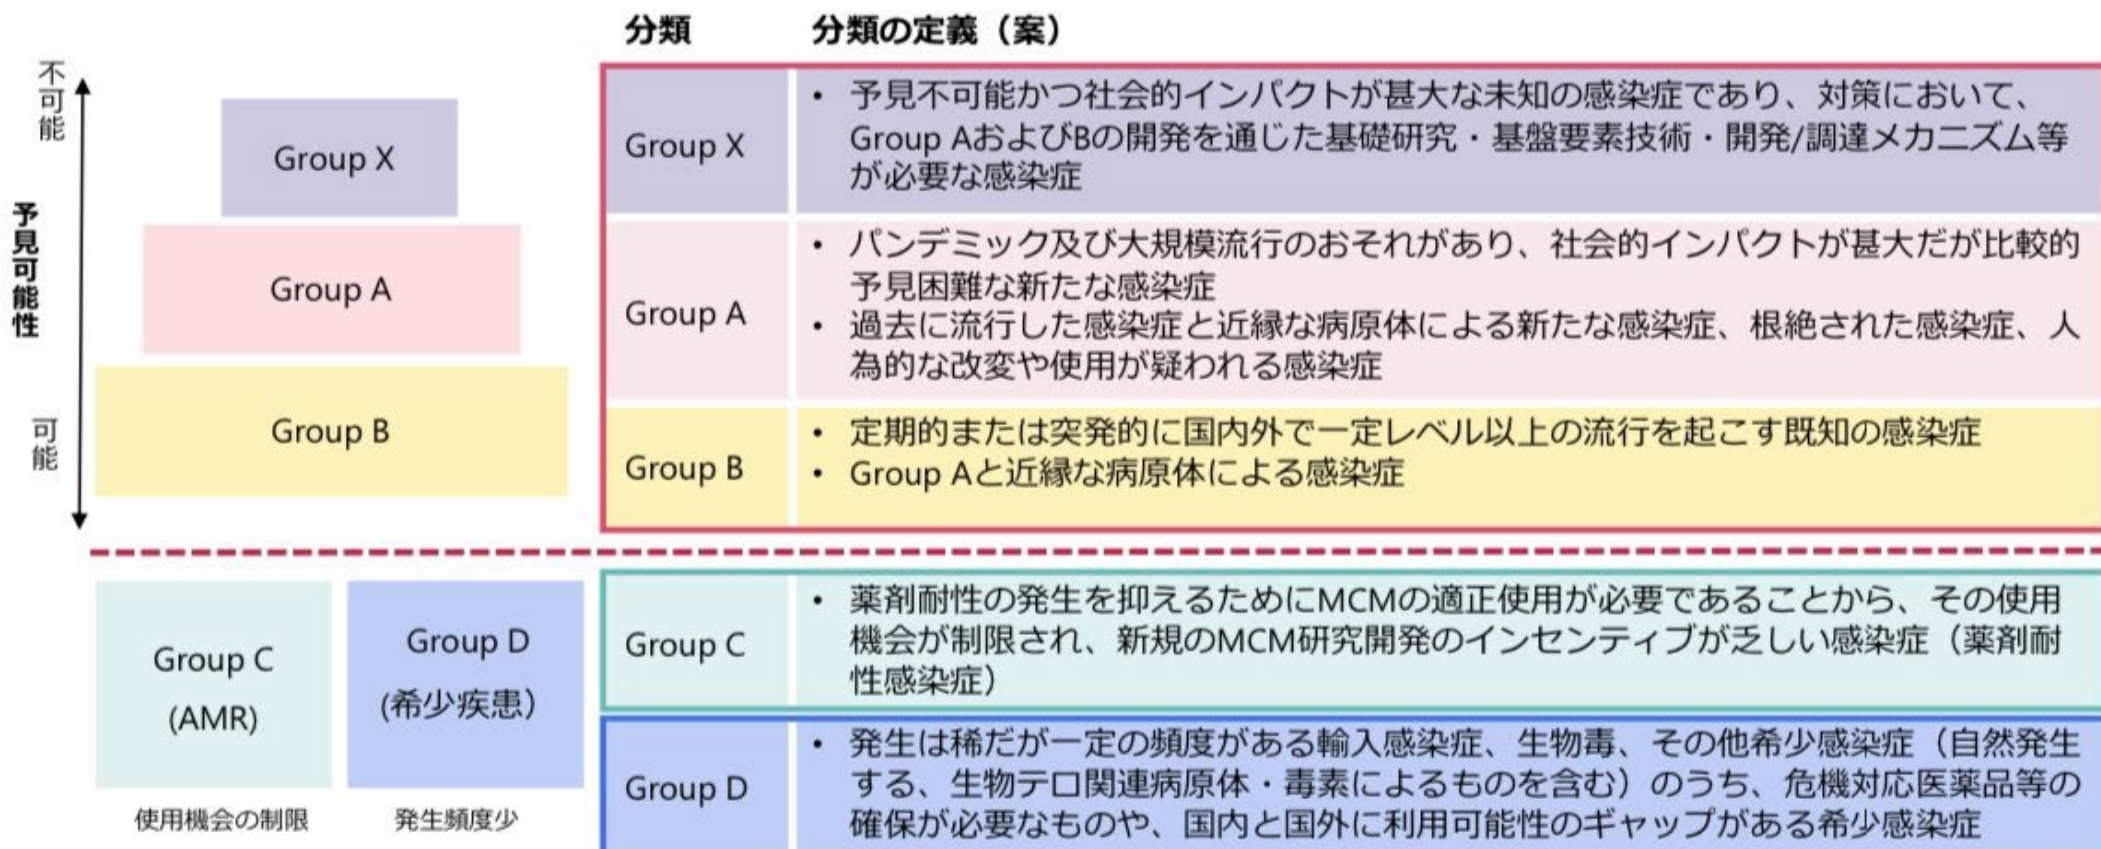 分類
分類の定義（案）
不可能
予見可能性
可能
Group X
Group A
Group B
Group X
• 予見不可能かつ社会的インパクトが甚大な未知の感染症であり、対策において、
Group AおよびBの開発を通じた基礎研究・基盤要素技術・開発/調達メカニズム等
が必要な感染症
Group A
• パンデミック及び大規模流行のおそれがあり、社会的インパクトが甚大だが比較的
予見困難な新たな感染症
• 過去に流行した感染症と近縁な病原体による新たな感染症、根絶された感染症、人
為的な改変や使用が疑われる感染症
Group B
• 定期的または突発的に国内外で一定レベル以上の流行を起こす既知の感染症
• Group Aと近縁な病原体による感染症
Group C
(AMR)
使用機会の制限
Group D
(希少疾患）
発生頻度少
Group C
• 薬剤耐性の発生を抑えるためにMCMの適正使用が必要であることから、その使用
機会が制限され、新規のMCM研究開発のインセンティブが乏しい感染症（薬剤耐
性感染症）
Group D
• 発生は稀だが一定の頻度がある輸入感染症、生物毒、その他希少感染症（自然発生
する、生物テロ関連病原体・毒素によるものを含む）のうち、危機対応医薬品等の
確保が必要なものや、国内と国外に利用可能性のギャップがある希少感染症